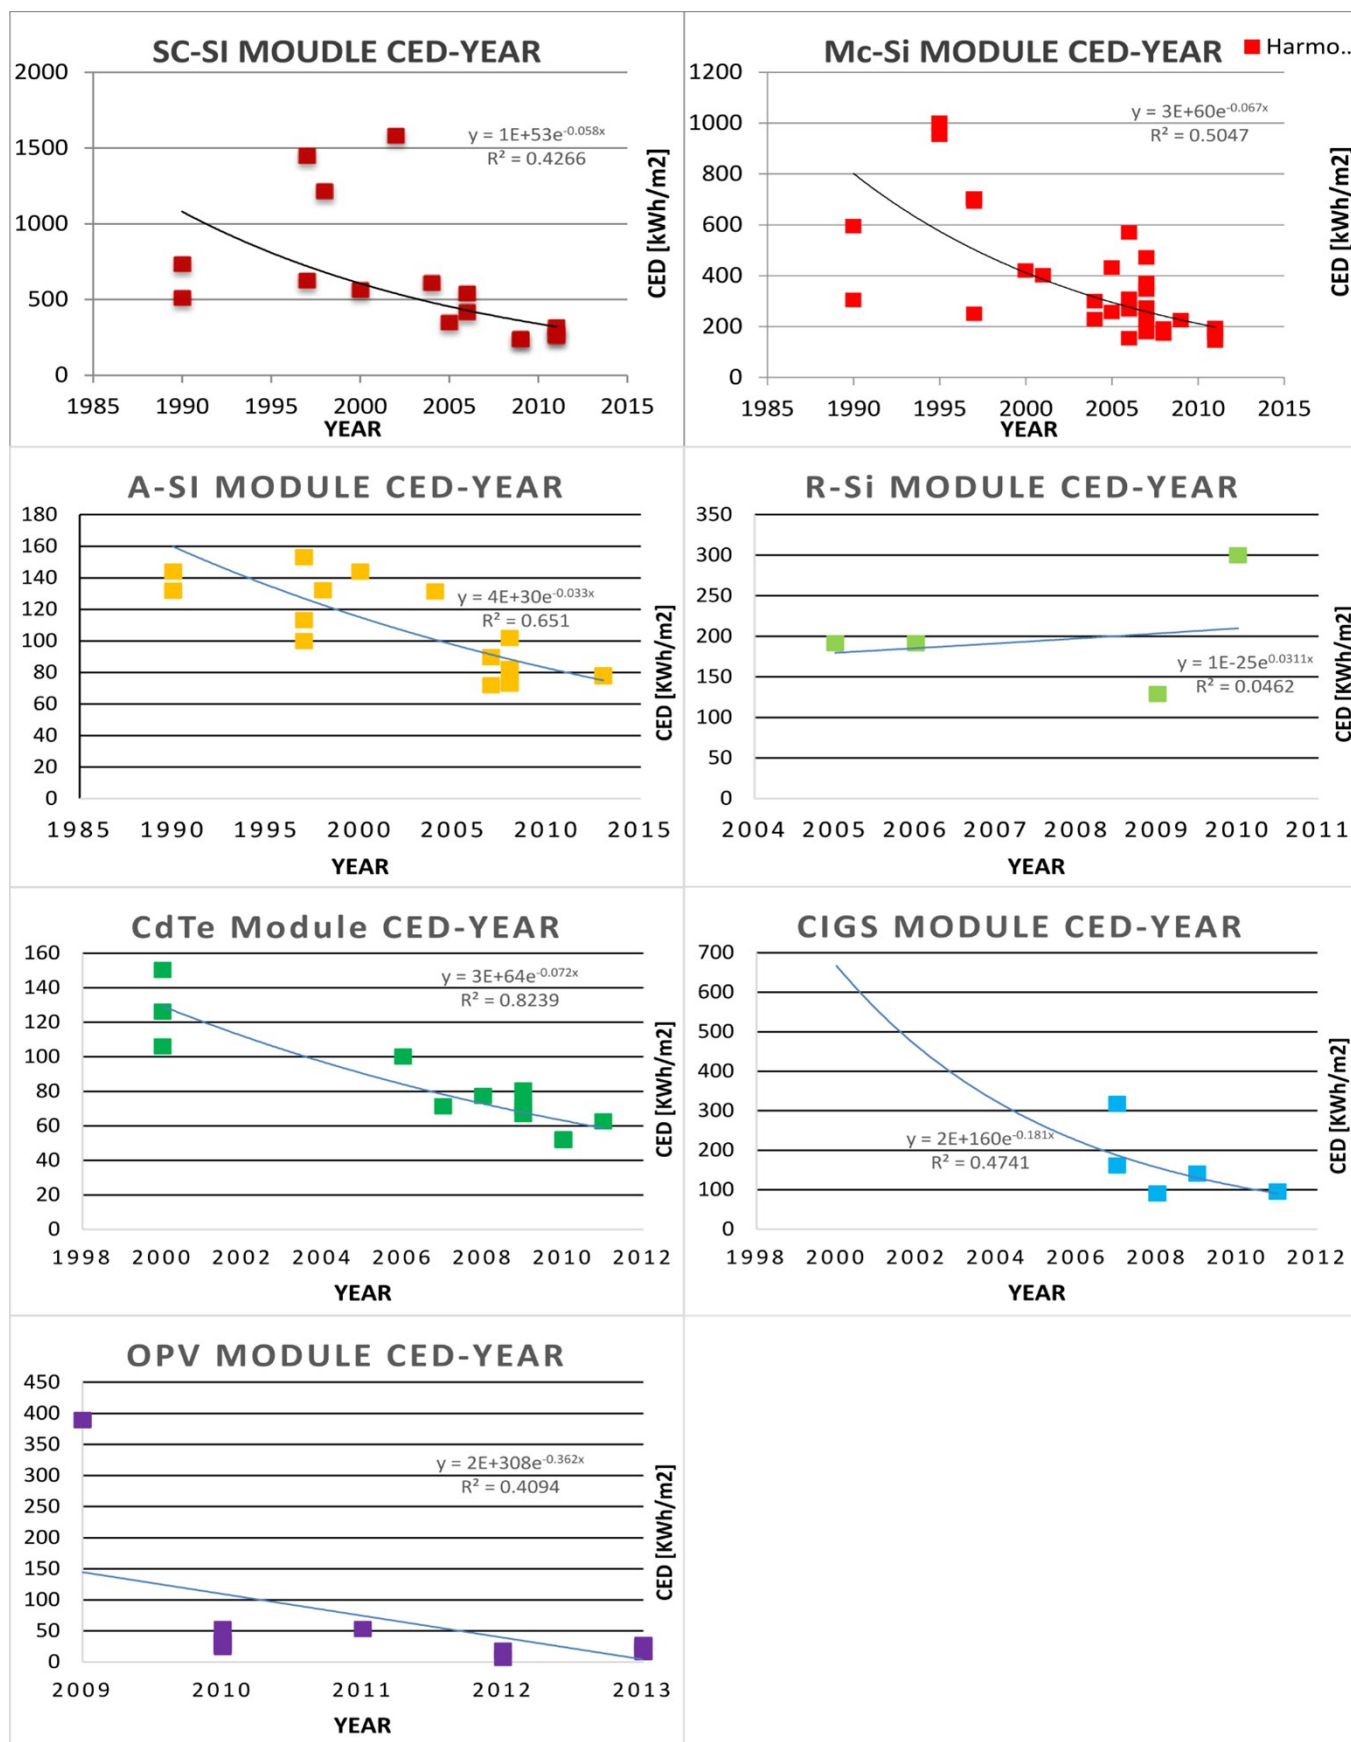 SC-SI MOUDLE CED-YEAR
2000
1500
1000
500
0
y = 1E+53e^-0.058x
R² = 0.4266
CED [kWh/m2]
1985 1990 1995 2000 2005 2010 2015
YEAR
Mc-Si MODULE CED-YEAR
Harmo..
1200
1000
800
600
400
200
0
y = 3E+60e^-0.067x
R² = 0.5047
CED [kWh/m2]
1985 1990 1995 2000 2005 2010 2015
YEAR
A-SI MODULE CED-YEAR
180
160
140
120
100
80
60
40
20
0
y = 4E+30e^-0.033x
R² = 0.651
CED [KWh/m2]
1985 1990 1995 2000 2005 2010 2015
YEAR
R-Si MODULE CED-YEAR
350
300
250
200
150
100
50
0
y = 1E-25e^0.0311x
R² = 0.0462
CED [KWh/m2]
2004 2005 2006 2007 2008 2009 2010 2011
YEAR
CdTe Module CED-YEAR
160
140
120
100
80
60
40
20
0
y = 3E+64e^-0.072x
R² = 0.8239
CED [KWh/m2]
1998 2000 2002 2004 2006 2008 2010 2012
YEAR
CIGS MODULE CED-YEAR
700
600
500
400
300
200
100
0
y = 2E+160e^-0.181x
R² = 0.4741
CED [KWh/m2]
1998 2000 2002 2004 2006 2008 2010 2012
YEAR
OPV MODULE CED-YEAR
450
400
350
300
250
200
150
100
50
0
y = 2E+308e^-0.362x
R² = 0.4094
CED [KWh/m2]
2009 2010 2011 2012 2013
YEAR